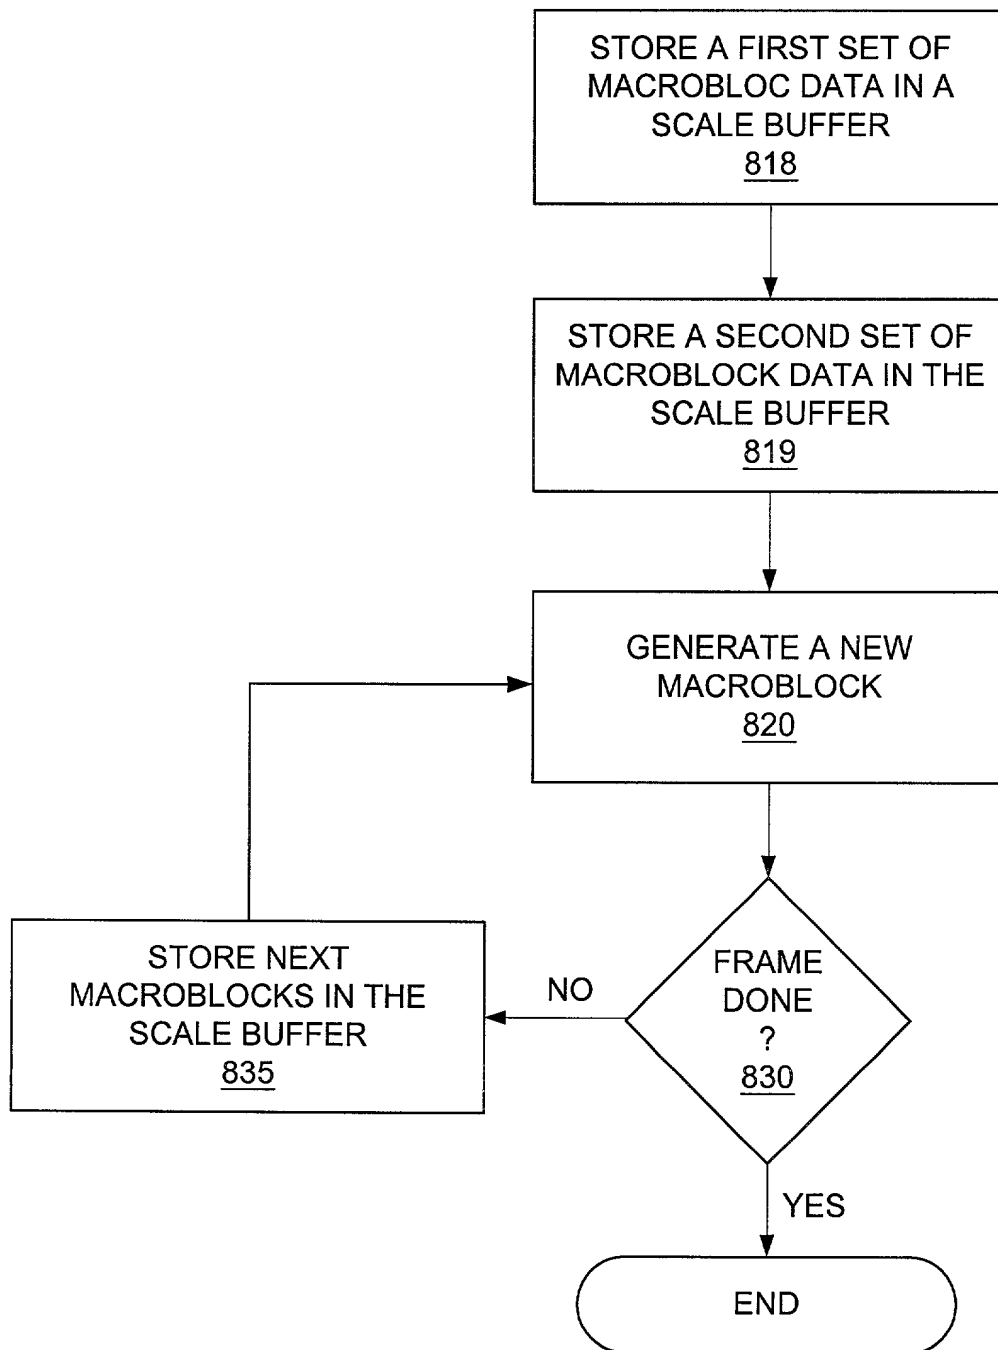 STORE A FIRST SET OF
MACROBLOC DATA IN A
SCALE BUFFER
818
STORE A SECOND SET OF
MACROBLOCK DATA IN THE
SCALE BUFFER
819
GENERATE A NEW
MACROBLOCK
820
STORE NEXT
MACROBLOCKS IN THE
SCALE BUFFER
835
NO
FRAME
DONE
?
830
YES
END